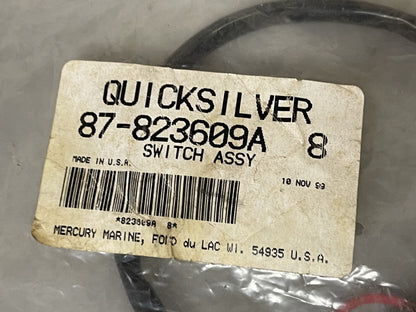 QUICKSILVER
87-823609A 8
SWITCH ASSY
MADE IN U.S.A. 10 NOV 99
*823609A 8*
MERCURY MARINE, FOND du LAC WI. 54935 U.S.A.